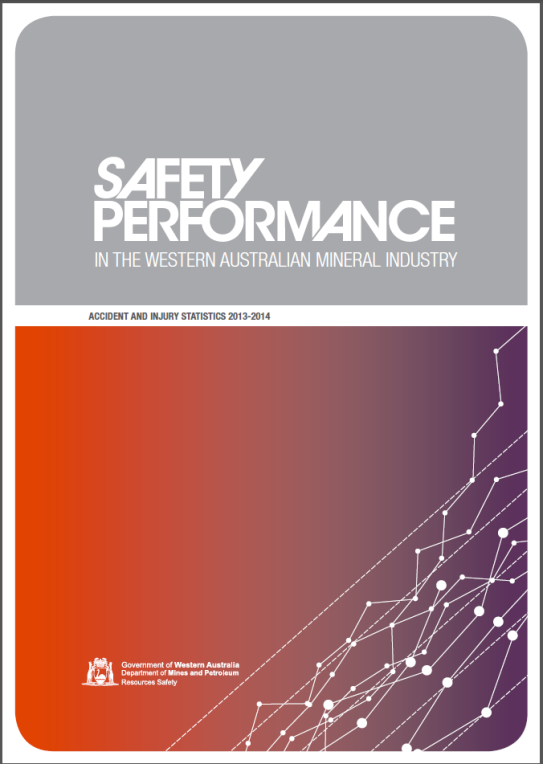 SAFETY
PERFORMANCE
IN THE WESTERN AUSTRALIAN MINERAL INDUSTRY
ACCIDENT AND INJURY STATISTICS 2013-2014
Government of Western Australia
Department of Mines and Petroleum
Resources Safety